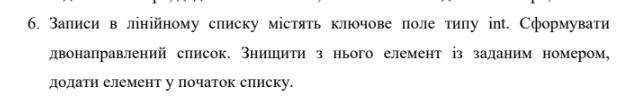 6. Записи в лінійному списку містять ключове поле типу int. Сформувати
двонаправлений список. Знищити з нього елемент із заданим номером,
додати елемент у початок списку.